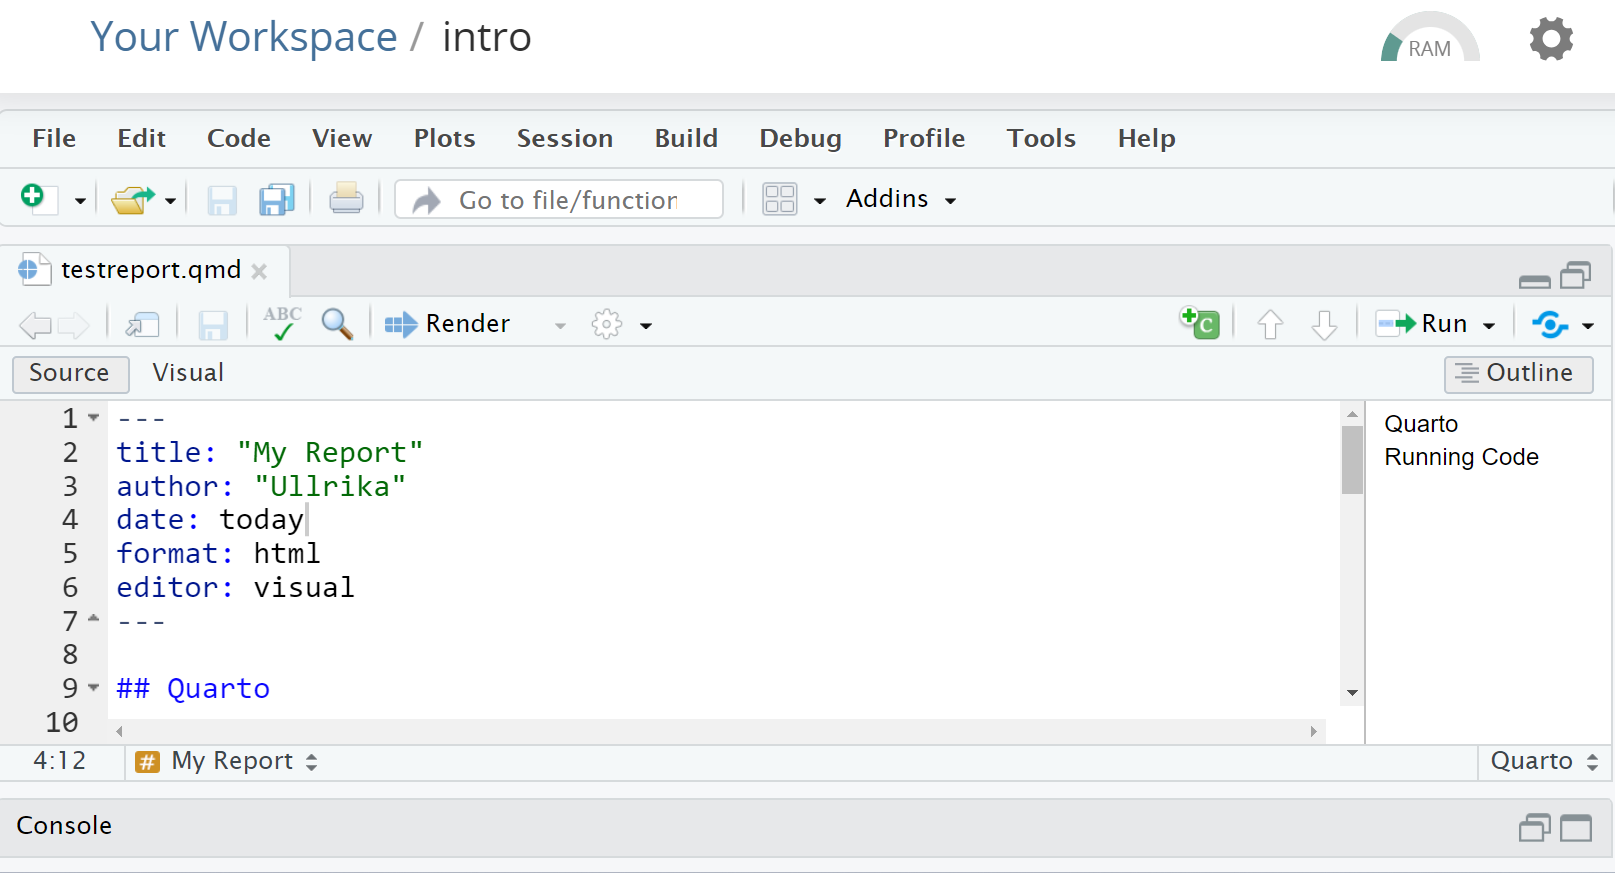 Your Workspace / intro
RAM
File Edit Code View Plots Session Build Debug Profile Tools Help
Go to file/function Addins
testreport.qmd
ABC Render C Run
Source Visual Outline
1 ---
2 title: "My Report"
3 author: "Ullrika"
4 date: today
5 format: html
6 editor: visual
7 ---
8
9 ## Quarto
10
Quarto
Running Code
4:12 # My Report Quarto
Console